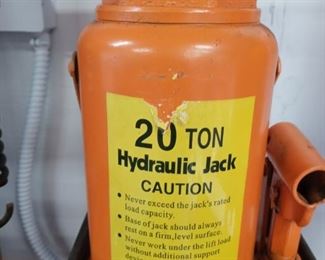 20 TON
Hydraulic Jack
CAUTION
• Never exceed the jack's rated
load capacity.
• Base of jack should always
rest on a firm, level surface.
• Never work under the lift load
without additional support